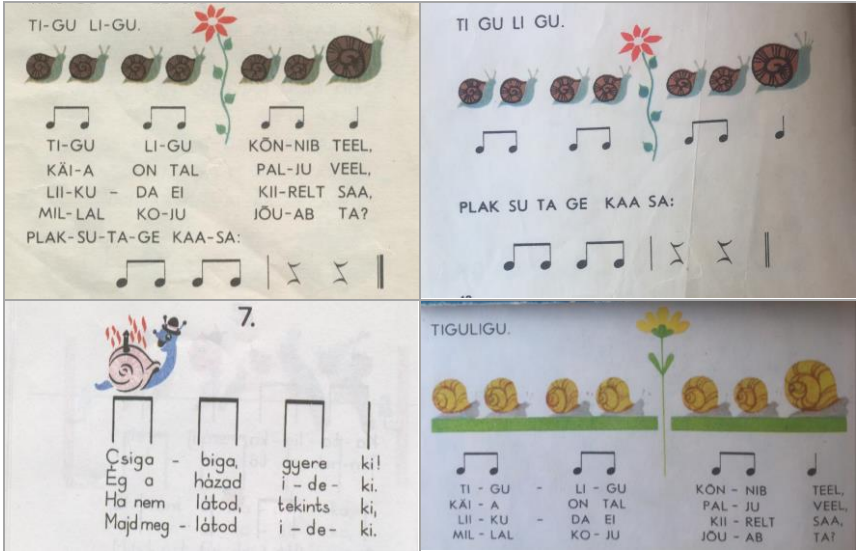 TI-GU LI-GU.
TI-GU LI-GU KÕN-NIB TEEL,
KÄI-A ON TAL PAL-JU VEEL,
LII-KU - DA EI KII-RELT SAA,
MIL-LAL KO-JU JÕU-AB TA?
PLAK-SU-TA-GE KAA-SA:
TI GU LI GU.
PLAK SU TA GE KAA SA:
7.
Csiga - biga, gyere ki!
Ég a házad i-de- ki.
Ha nem látod, tekints ki,
Majd meg - látod i-de- ki.
TIGULIGU.
TI - GU - LI - GU KÕN - NIB TEEL,
KÄI - A ON TAL PAL - JU VEEL,
LII - KU - DA EI KII - RELT SAA,
MIL - LAL KO - JU JÕU - AB TA?